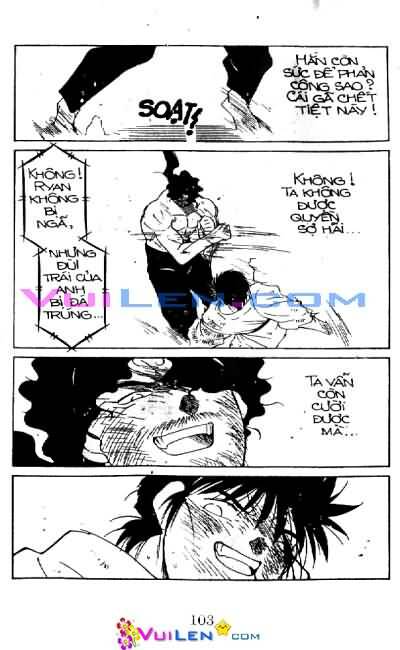 HẮN CÒN
SỨC ĐỂ PHẢN
CÔNG SAO?
CÁI GÃ CHẾT
TIỆT NÀY!
SOẠT!
KHÔNG!
RYAN
KHÔNG
BỊ
NGÃ,
NHƯNG
ĐÙI
TRÁI CỦA
ANH
BỊ ĐÁ
TRÚNG...
KHÔNG!
TA KHÔNG
ĐƯỢC
QUYỀN
SỢ HÃI...
VUILEN.COM
TA VẪN
CÒN
CƯỜI
ĐƯỢC
MÀ...
103
VUILEN.COM